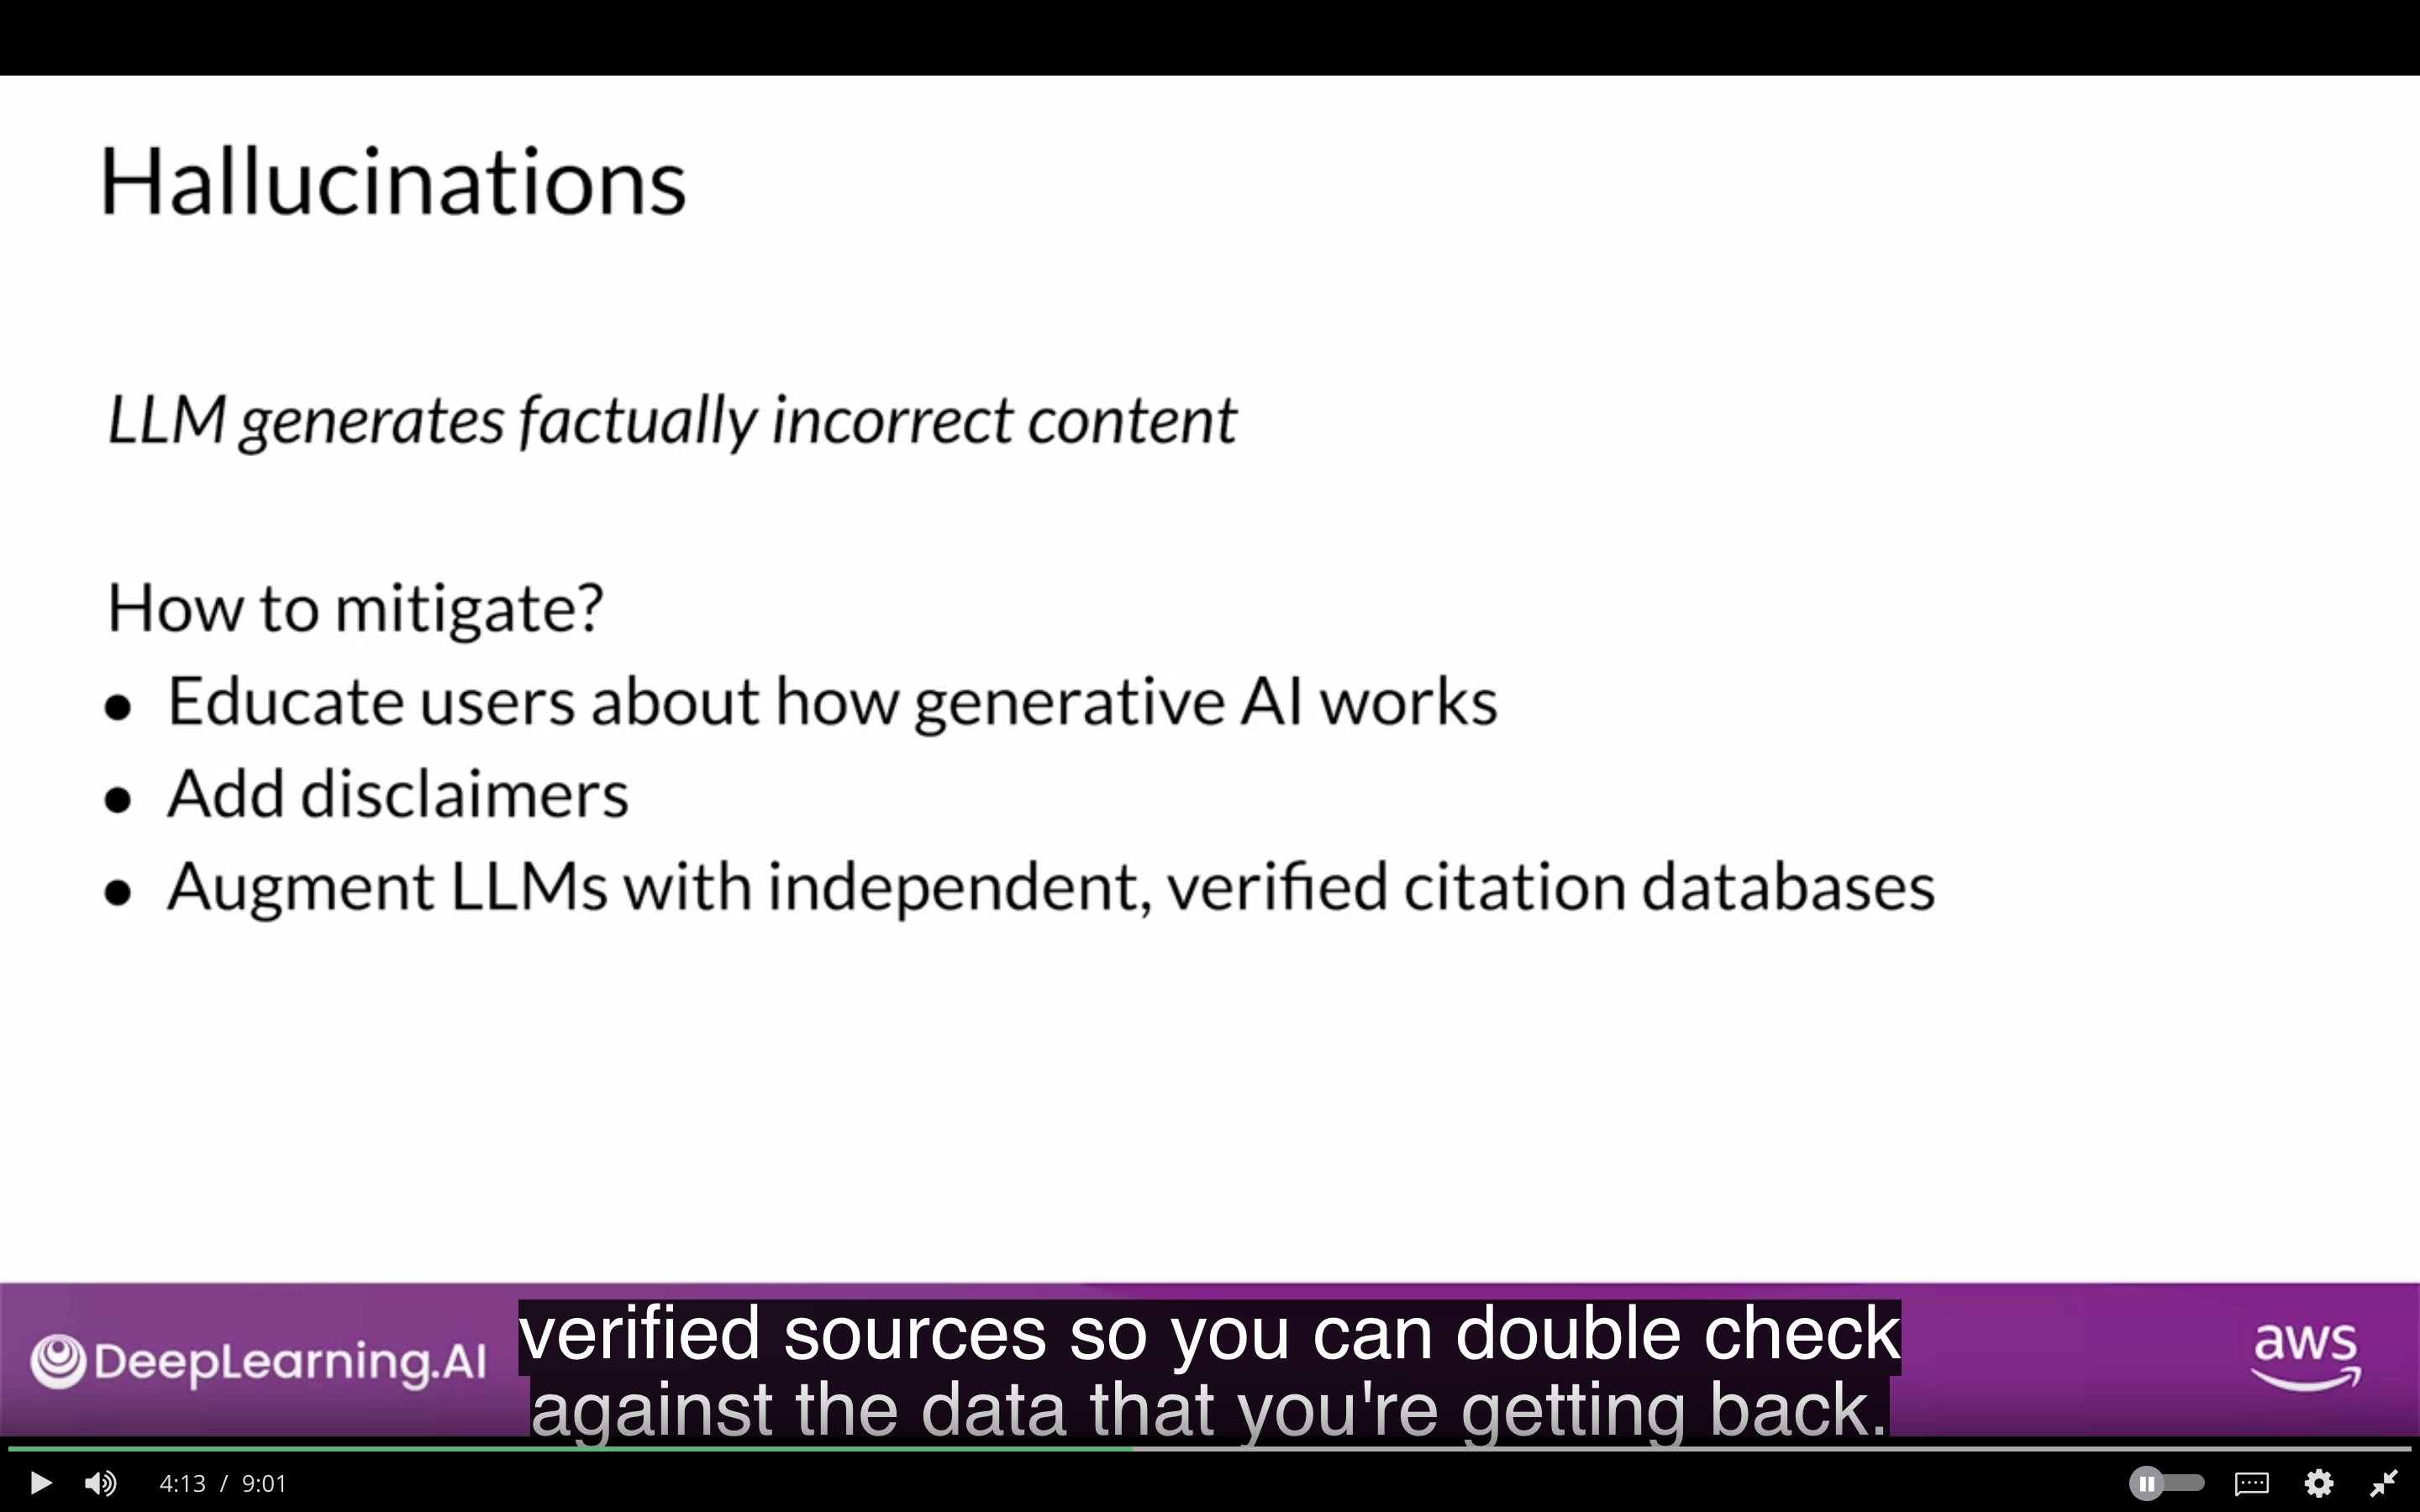 Hallucinations
LLM generates factually incorrect content
How to mitigate?
● Educate users about how generative AI works
● Add disclaimers
● Augment LLMs with independent, verified citation databases
DeepLearning.AI
verified sources so you can double check
against the data that you're getting back.
aws
4:13 / 9:01